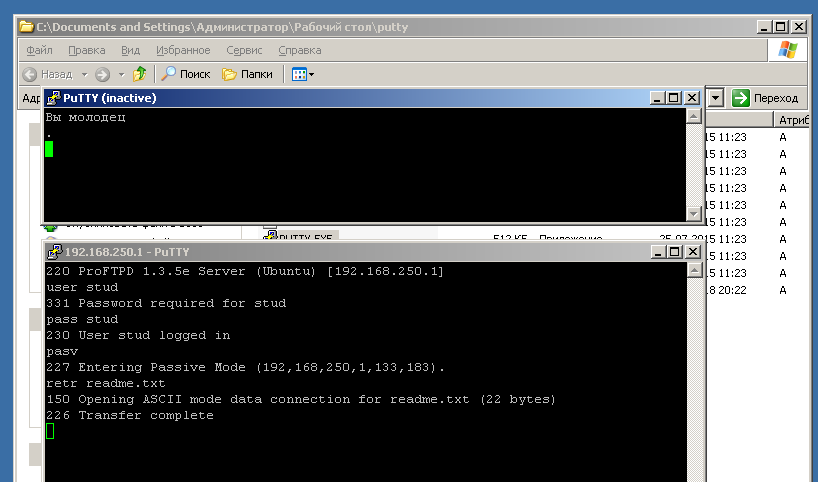 C:\Documents and Settings\Администратор\Рабочий стол\putty
Файл Правка Вид Избранное Сервис Справка
Назад Поиск Папки
Переход
PuTTY (inactive)
Вы молодец
.
Атриб
15 11:23 А
15 11:23 А
15 11:23 А
15 11:23 А
15 11:23 А
15 11:23 А
PUTTY.EXE 512 КБ Приложение 25.07.2015 11:23 А
192.168.250.1 - PuTTY
15 11:23 А
15 11:23 А
18 20:22 А
220 ProFTPD 1.3.5e Server (Ubuntu) [192.168.250.1]
user stud
331 Password required for stud
pass stud
230 User stud logged in
pasv
227 Entering Passive Mode (192,168,250,1,133,183).
retr readme.txt
150 Opening ASCII mode data connection for readme.txt (22 bytes)
226 Transfer complete